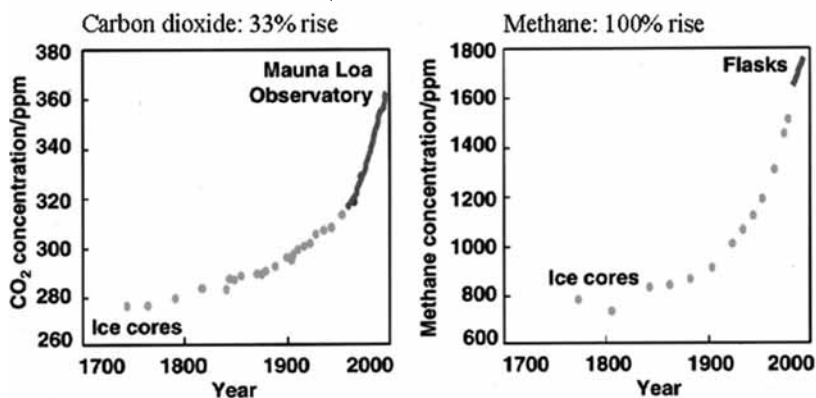 Carbon dioxide: 33% rise
CO₂ concentration/ppm
380
360
340
320
300
280
260
Mauna Loa
Observatory
Ice cores
1700 1800 1900 2000
Year
Methane: 100% rise
Methane concentration/ppm
1800
1600
1400
1200
1000
800
600
Flasks
Ice cores
1700 1800 1900 2000
Year